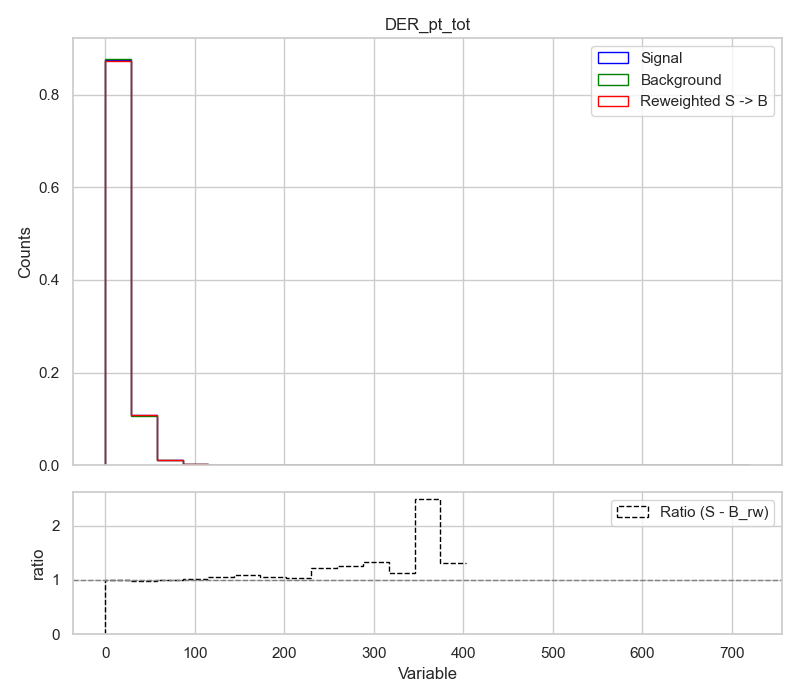 DER_pt_tot
Signal
Background
Reweighted S -> B
0.8
0.6
0.4
0.2
0.0
Counts
Ratio (S - B_rw)
2
1
0
ratio
0 100 200 300 400 500 600 700
Variable